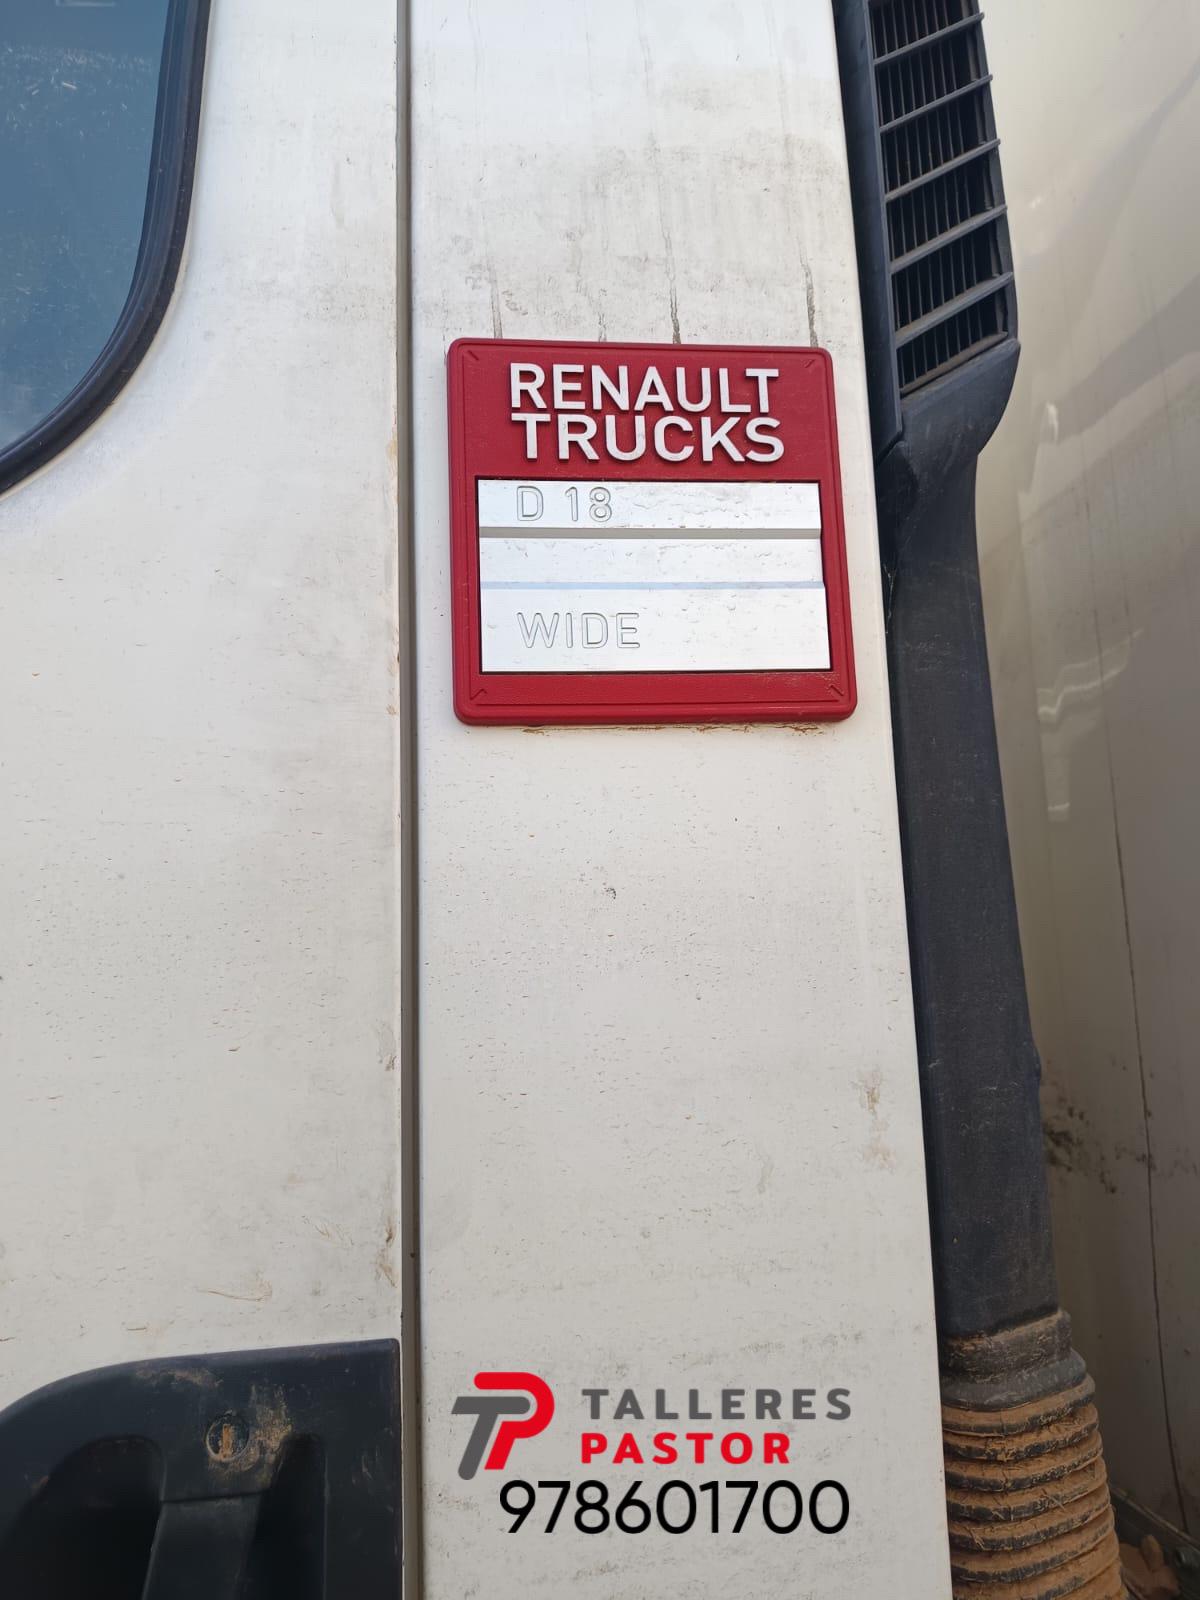 RENAULT
TRUCKS
D 18
WIDE
TALLERES
PASTOR
978601700